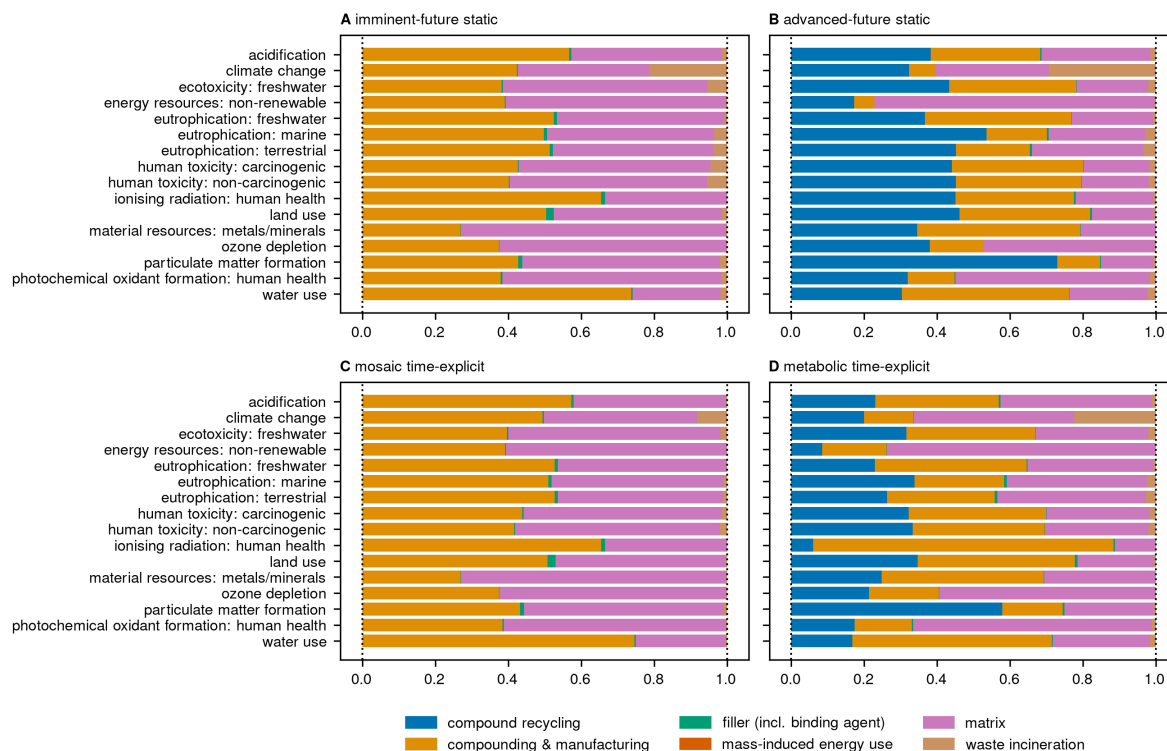 A imminent-future static
B advanced-future static
acidification
climate change
ecotoxicity: freshwater
energy resources: non-renewable
eutrophication: freshwater
eutrophication: marine
eutrophication: terrestrial
human toxicity: carcinogenic
human toxicity: non-carcinogenic
ionising radiation: human health
land use
material resources: metals/minerals
ozone depletion
particulate matter formation
photochemical oxidant formation: human health
water use
0.0 0.2 0.4 0.6 0.8 1.0
0.0 0.2 0.4 0.6 0.8 1.0
C mosaic time-explicit
D metabolic time-explicit
acidification
climate change
ecotoxicity: freshwater
energy resources: non-renewable
eutrophication: freshwater
eutrophication: marine
eutrophication: terrestrial
human toxicity: carcinogenic
human toxicity: non-carcinogenic
ionising radiation: human health
land use
material resources: metals/minerals
ozone depletion
particulate matter formation
photochemical oxidant formation: human health
water use
0.0 0.2 0.4 0.6 0.8 1.0
0.0 0.2 0.4 0.6 0.8 1.0
compound recycling
filler (incl. binding agent)
matrix
compounding & manufacturing
mass-induced energy use
waste incineration